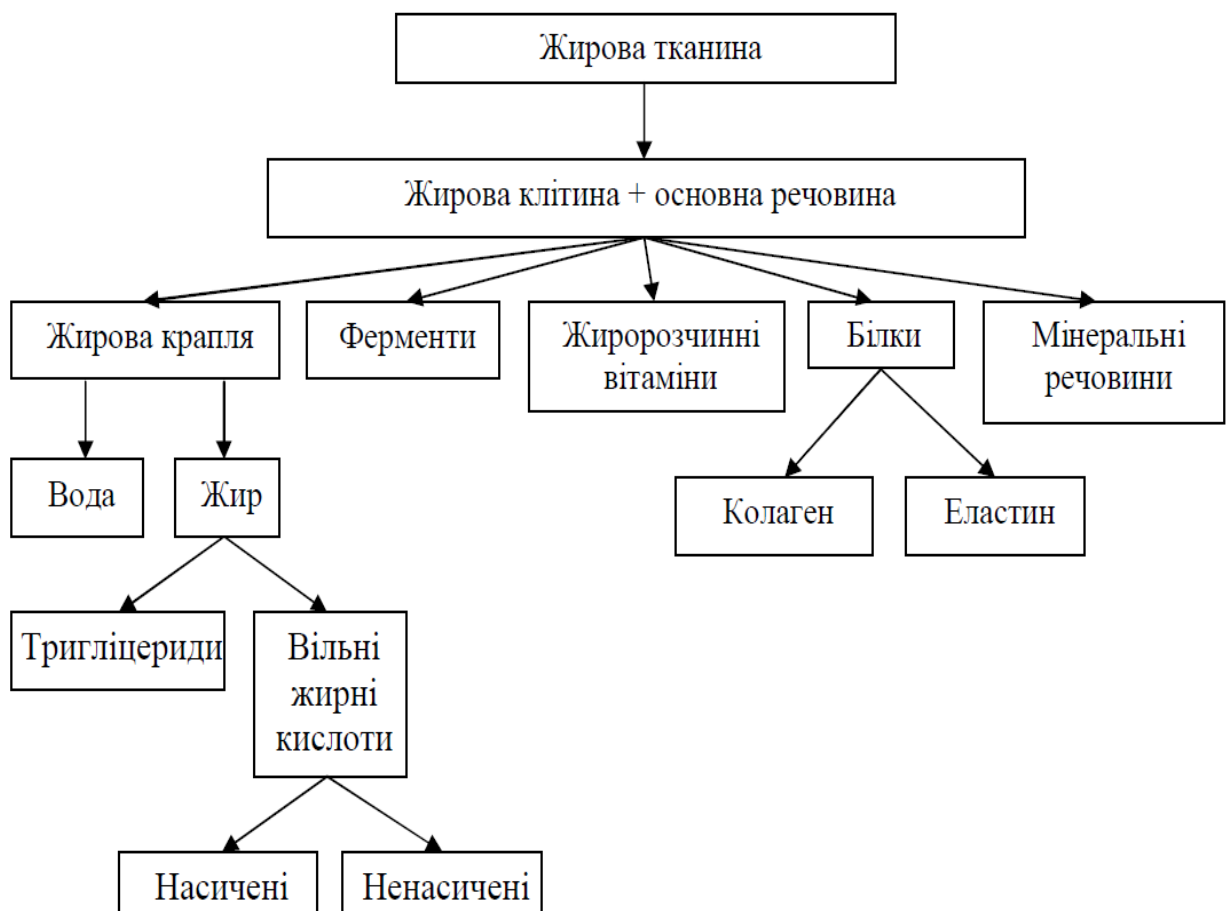 Жирова тканина
Жирова клітина + основна речовина
Жирова крапля
Ферменти
Жиророзчинні
вітаміни
Білки
Мінеральні
речовини
Вода
Жир
Колаген
Еластин
Тригліцериди
Вільні
жирні
кислоти
Насичені
Ненасичені